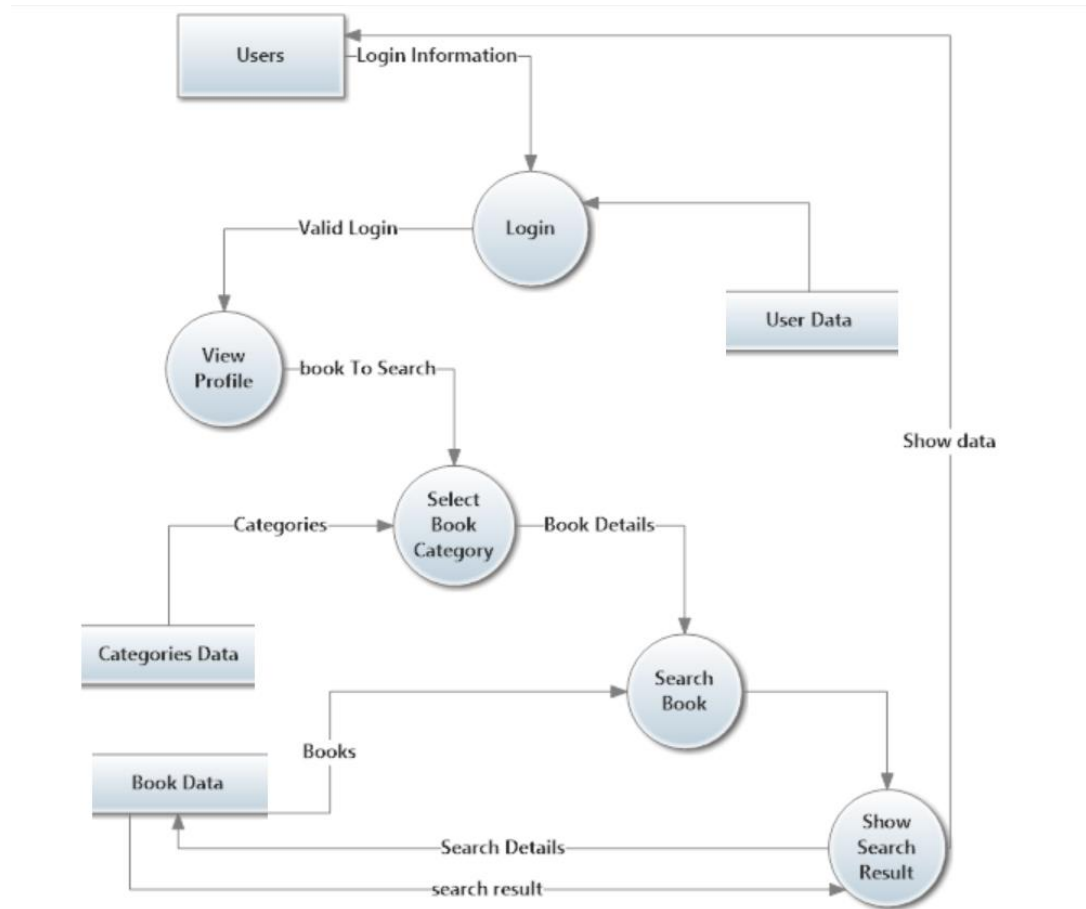 Users
Login Information
Login
Valid Login
User Data
View
Profile
book To Search
Show data
Select
Book
Category
Categories
Book Details
Categories Data
Search
Book
Books
Book Data
Show
Search
Result
Search Details
search result